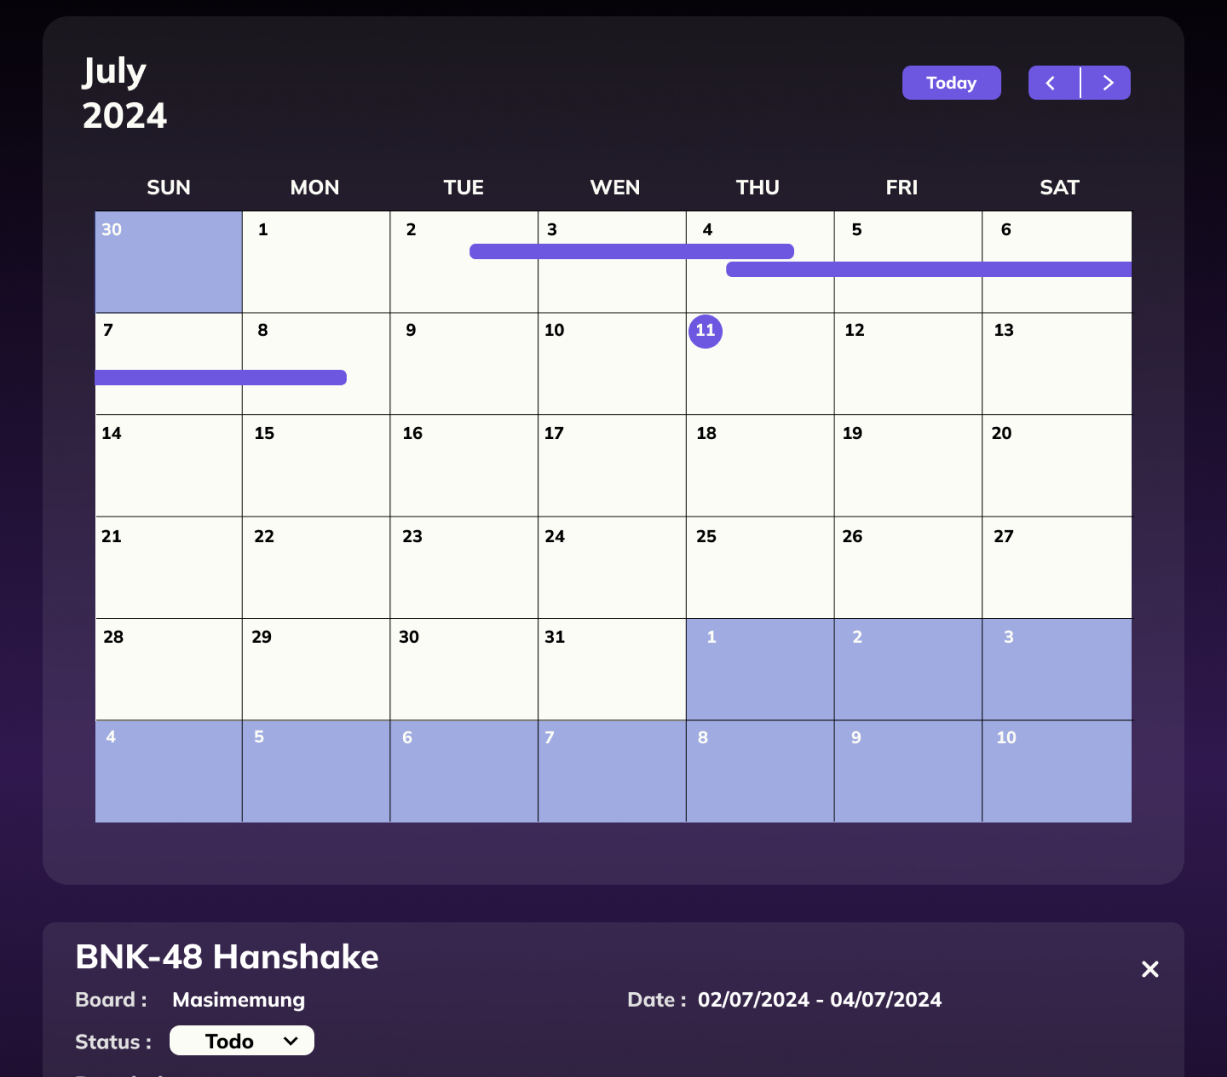 July
2024
Today
SUN MON TUE WEN THU FRI SAT
30 1 2 3 4 5 6
7 8 9 10 11 12 13
14 15 16 17 18 19 20
21 22 23 24 25 26 27
28 29 30 31 1 2 3
4 5 6 7 8 9 10
BNK-48 Hanshake
Board : Masimemung Date : 02/07/2024 - 04/07/2024
Status : Todo